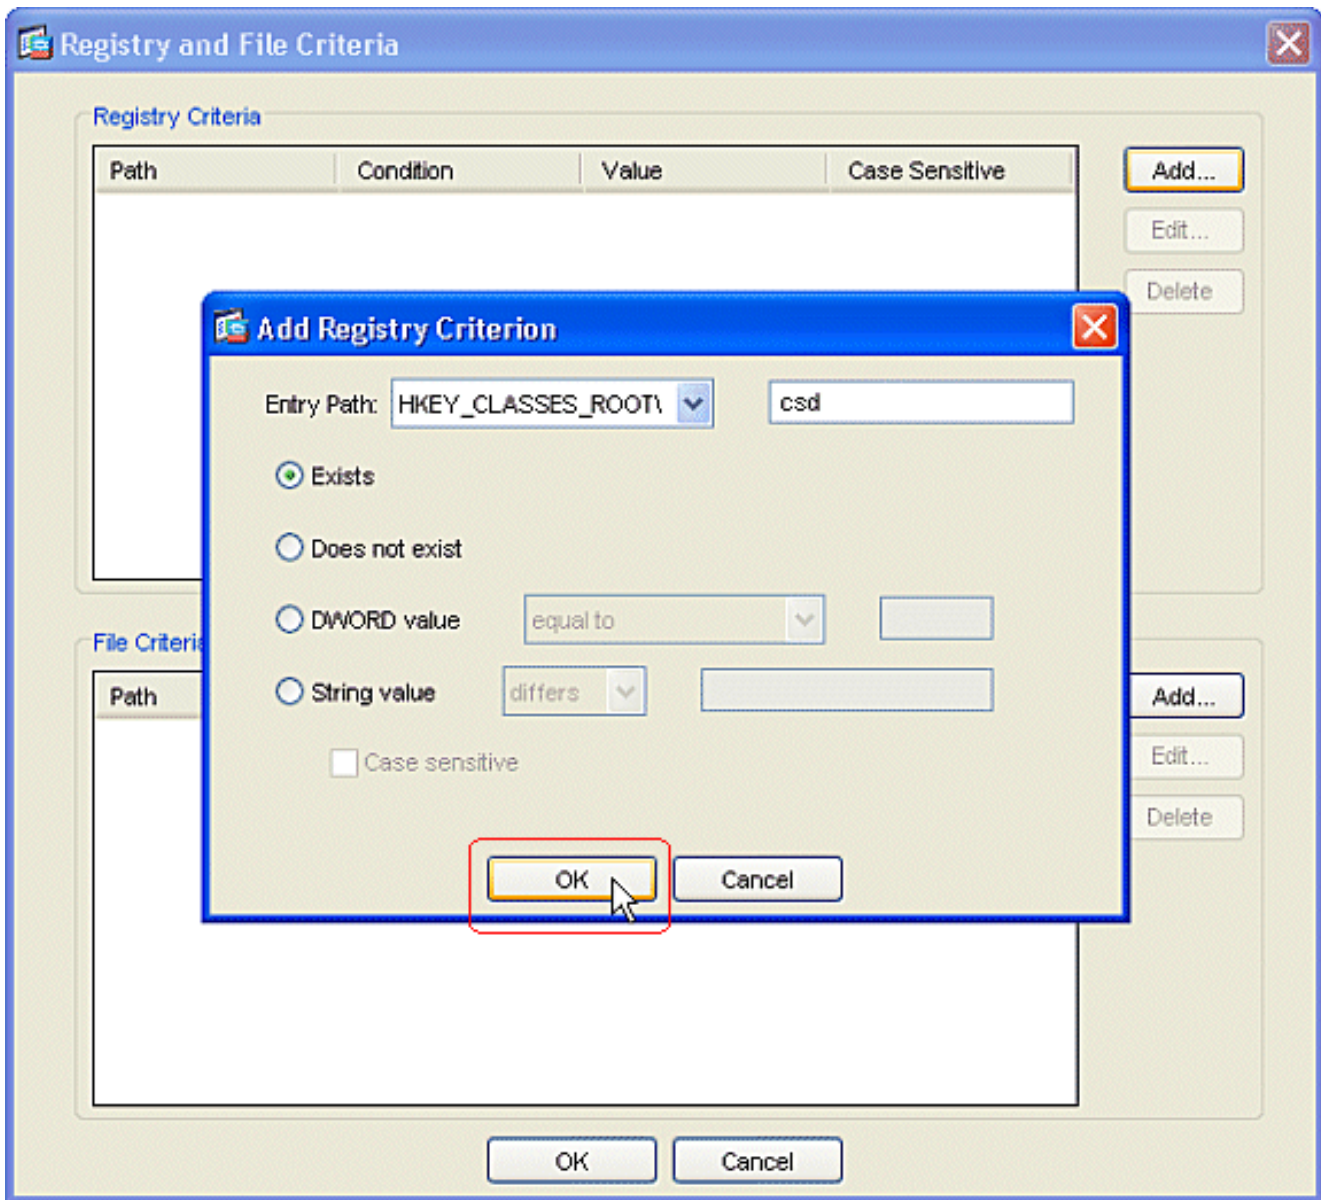 Registry and File Criteria
Registry Criteria
Path Condition Value Case Sensitive
Add...
Edit...
Delete
Add Registry Criterion
Entry Path: HKEY_CLASSES_ROOT\ csd
Exists
Does not exist
DWORD value equal to
String value differs
Case sensitive
OK Cancel
File Criteria
Path
Add...
Edit...
Delete
OK Cancel